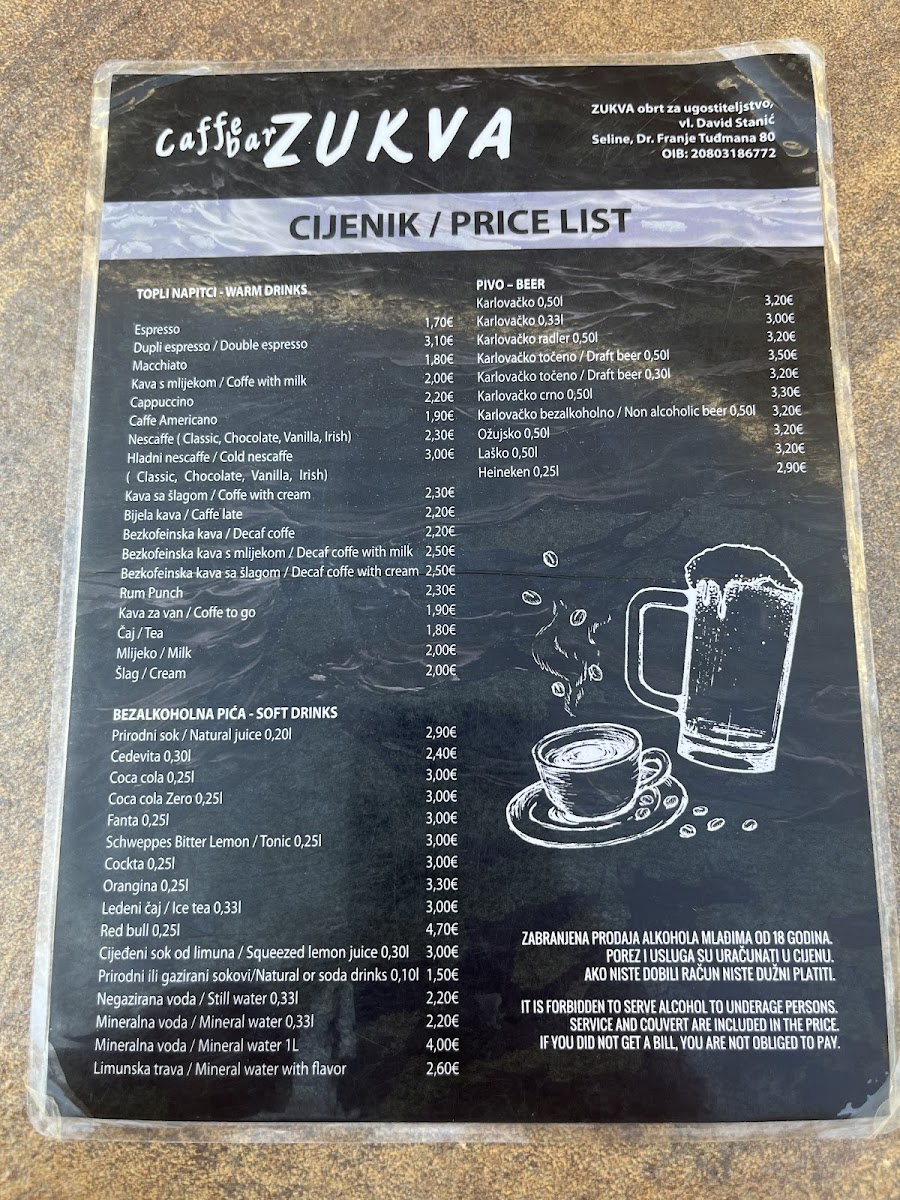 Caffe bar ZUKVA
ZUKVA obrt za ugostiteljstvo,
vl. David Stanić
Seline, Dr. Franje Tuđmana 80
OIB: 20803186772
CIJENIK / PRICE LIST
TOPLI NAPITCI - WARM DRINKS
Espresso 1,70€
Dupli espresso / Double espresso 3,10€
Macchiato 1,80€
Kava s mlijekom / Coffe with milk 2,00€
Cappuccino 2,20€
Caffe Americano 1,90€
Nescaffe ( Classic, Chocolate, Vanilla, Irish) 2,30€
Hladni nescaffe / Cold nescaffe 3,00€
( Classic, Chocolate, Vanilla, Irish)
Kava sa šlagom / Coffe with cream 2,30€
Bijela kava / Caffe late 2,20€
Bezkofeinska kava / Decaf coffe 2,20€
Bezkofeinska kava s mlijekom / Decaf coffe with milk 2,50€
Bezkofeinska kava sa šlagom / Decaf coffe with cream 2,50€
Rum Punch 2,30€
Kava za van / Coffe to go 1,90€
Čaj / Tea 1,80€
Mlijeko / Milk 2,00€
Šlag / Cream 2,00€
BEZALKOHOLNA PIĆA - SOFT DRINKS
Prirodni sok / Natural juice 0,20l 2,90€
Cedevita 0,30l 2,40€
Coca cola 0,25l 3,00€
Coca cola Zero 0,25l 3,00€
Fanta 0,25l 3,00€
Schweppes Bitter Lemon / Tonic 0,25l 3,00€
Cockta 0,25l 3,00€
Orangina 0,25l 3,30€
Ledeni čaj / Ice tea 0,33l 3,00€
Red bull 0,25l 4,70€
Cijeđeni sok od limuna / Squeezed lemon juice 0,30l 3,00€
Prirodni ili gazirani sokovi/Natural or soda drinks 0,10l 1,50€
Negazirana voda / Still water 0,33l 2,20€
Mineralna voda / Mineral water 0,33l 2,20€
Mineralna voda / Mineral water 1L 4,00€
Limunska trava / Mineral water with flavor 2,60€
PIVO – BEER
Karlovačko 0,50l 3,20€
Karlovačko 0,33l 3,00€
Karlovačko radler 0,50l 3,20€
Karlovačko točeno / Draft beer 0,50l 3,50€
Karlovačko točeno / Draft beer 0,30l 3,20€
Karlovačko crno 0,50l 3,30€
Karlovačko bezalkoholno / Non alcoholic beer 0,50l 3,20€
Ožujsko 0,50l 3,20€
Laško 0,50l 3,20€
Heineken 0,25l 2,90€
ZABRANJENA PRODAJA ALKOHOLA MLAĐIMA OD 18 GODINA.
POREZ I USLUGA SU URAČUNATI U CIJENU.
AKO NISTE DOBILI RAČUN NISTE DUŽNI PLATITI.
IT IS FORBIDDEN TO SERVE ALCOHOL TO UNDERAGE PERSONS.
SERVICE AND COUVERT ARE INCLUDED IN THE PRICE.
IF YOU DID NOT GET A BILL, YOU ARE NOT OBLIGED TO PAY.